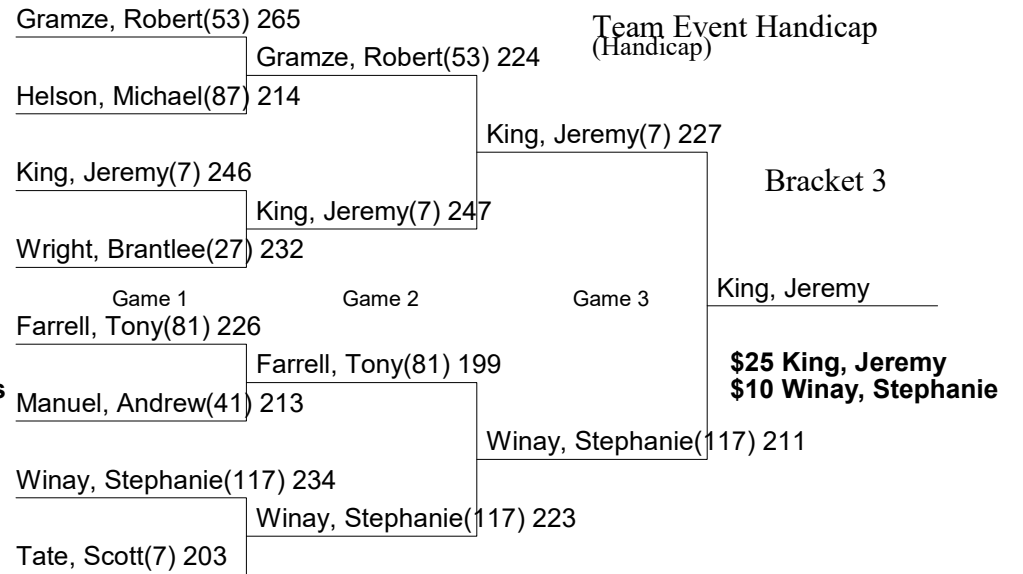 Gramze, Robert(53) 265
Team Event Handicap
(Handicap)
Gramze, Robert(53) 224
Helson, Michael(87) 214
King, Jeremy(7) 227
King, Jeremy(7) 246
Bracket 3
King, Jeremy(7) 247
Wright, Brantlee(27) 232
Game 1
Game 2
Game 3
King, Jeremy
Farrell, Tony(81) 226
Farrell, Tony(81) 199
$25 King, Jeremy
$10 Winay, Stephanie
s
Manuel, Andrew(41) 213
Winay, Stephanie(117) 211
Winay, Stephanie(117) 234
Winay, Stephanie(117) 223
Tate, Scott(7) 203